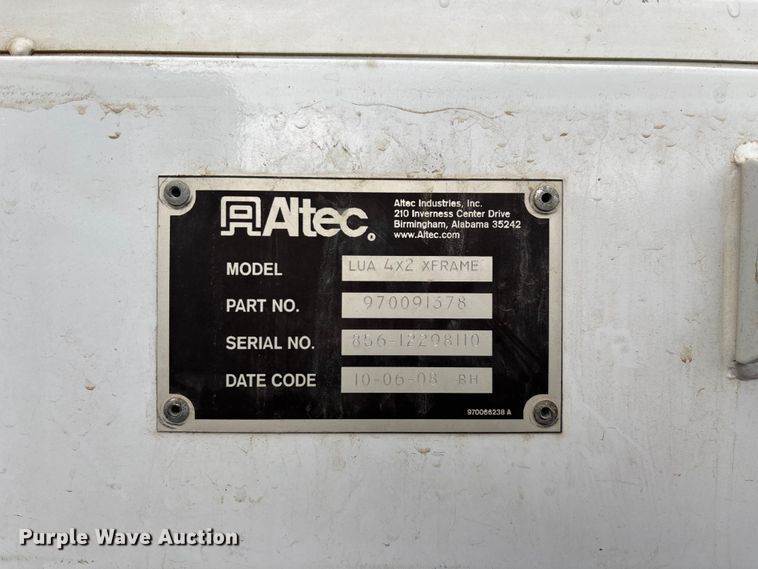 Altec.
Altec Industries, Inc.
210 Inverness Center Drive
Birmingham, Alabama 35242
www.Altec.com
MODEL LUA 4X2 XFRAME
PART NO. 970091378
SERIAL NO. 856-12298110
DATE CODE 10-06-08 BH
970066238 A
Purple Wave Auction